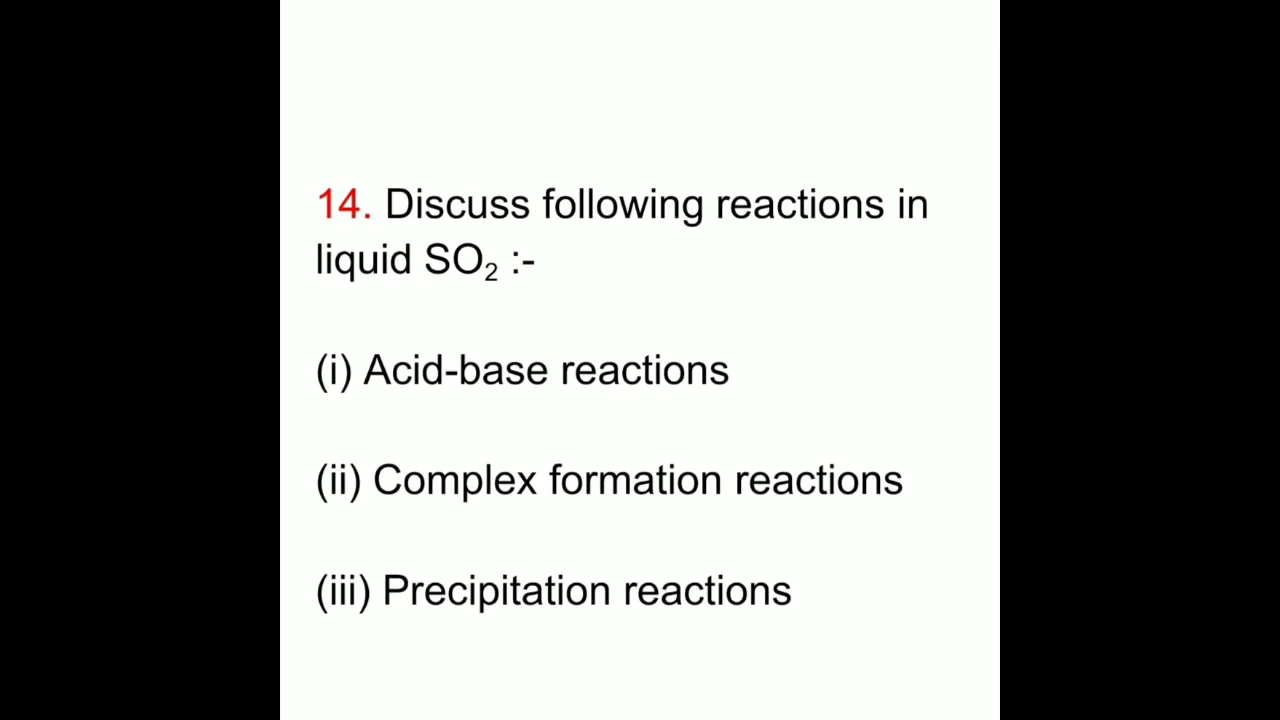 14. Discuss following reactions in
liquid SO₂ :-
(i) Acid-base reactions
(ii) Complex formation reactions
(iii) Precipitation reactions